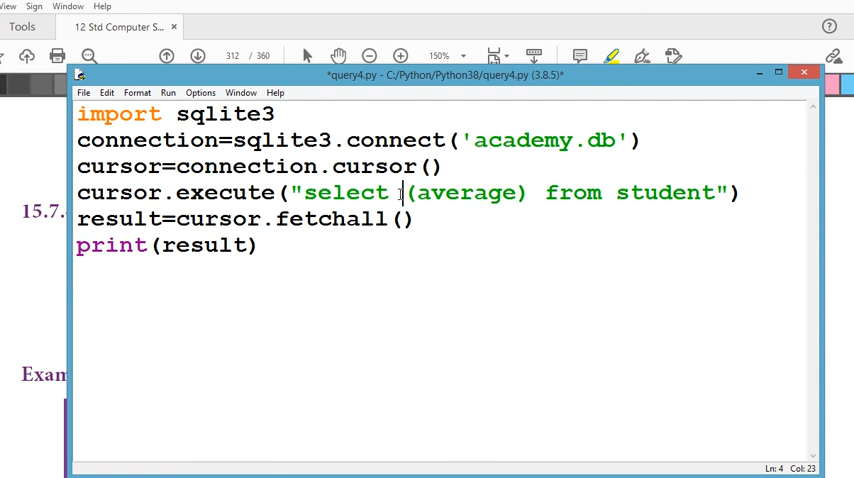 View Sign Window Help
Tools 12 Std Computer S... ×
312 / 360 150%
*query4.py - C:/Python/Python38/query4.py (3.8.5)*
File Edit Format Run Options Window Help
import sqlite3
connection=sqlite3.connect('academy.db')
cursor=connection.cursor()
cursor.execute("select (average) from student")
result=cursor.fetchall()
print(result)
15.7.
Exam
Ln: 4 Col: 23